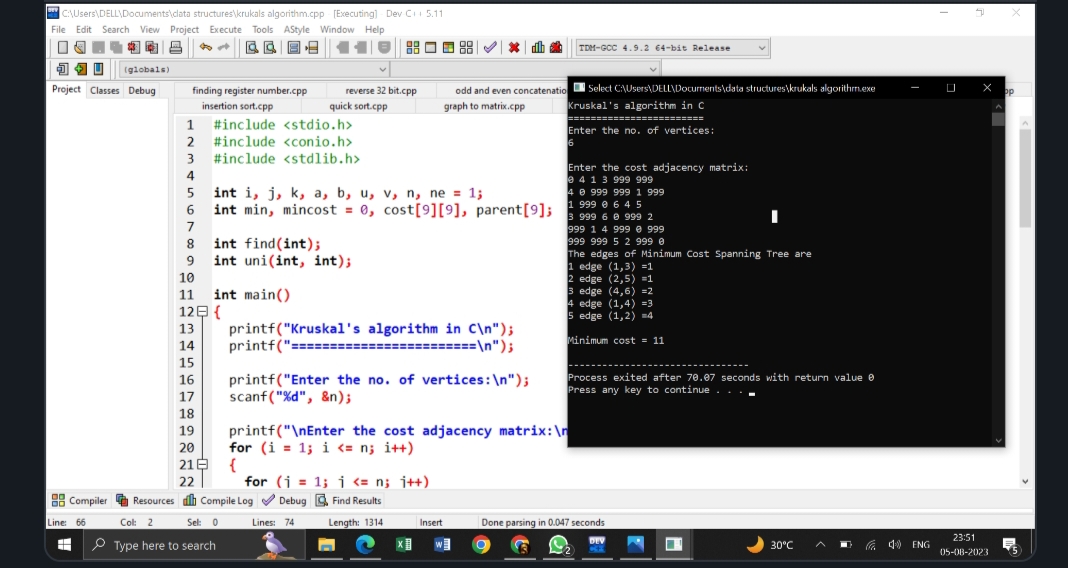 C:\Users\DELL\Documents\data structures\krukals algorithm.cpp - [Executing] - Dev-C++ 5.11
File Edit Search View Project Execute Tools AStyle Window Help
TDM-GCC 4.9.2 64-bit Release
(globals)
Project Classes Debug
finding register number.cpp reverse 32 bit.cpp odd and even concatenatio
insertion sort.cpp quick sort.cpp graph to matrix.cpp
1 #include <stdio.h>
2 #include <conio.h>
3 #include <stdlib.h>
4
5 int i, j, k, a, b, u, v, n, ne = 1;
6 int min, mincost = 0, cost[9][9], parent[9];
7
8 int find(int);
9 int uni(int, int);
10
11 int main()
12 {
13 printf("Kruskal's algorithm in C\n");
14 printf("========================\n");
15
16 printf("Enter the no. of vertices:\n");
17 scanf("%d", &n);
18
19 printf("\nEnter the cost adjacency matrix:\n
20 for (i = 1; i <= n; i++)
21 {
22 for (j = 1; j <= n; j++)
Select C:\Users\DELL\Documents\data structures\krukals algorithm.exe
Kruskal's algorithm in C
========================
Enter the no. of vertices:
6
Enter the cost adjacency matrix:
0 4 1 3 999 999
4 0 999 999 1 999
1 999 0 6 4 5
3 999 6 0 999 2
999 1 4 999 0 999
999 999 5 2 999 0
The edges of Minimum Cost Spanning Tree are
1 edge (1,3) =1
2 edge (2,5) =1
3 edge (4,6) =2
4 edge (1,4) =3
5 edge (1,2) =4
Minimum cost = 11
--------------------------------
Process exited after 70.07 seconds with return value 0
Press any key to continue . . .
pp
Compiler Resources Compile Log Debug Find Results
Line: 66 Col: 2 Sel: 0 Lines: 74 Length: 1314 Insert Done parsing in 0.047 seconds
Type here to search
2
DEV
30°C
ENG
23:51
05-08-2023
5